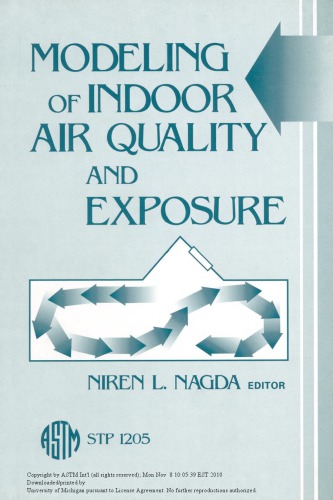 MODELING
OF INDOOR
AIR QUALITY
AND
EXPOSURE
NIREN L. NAGDA EDITOR
ASTM STP 1205
Copyright by ASTM Int'l (all rights reserved); Mon Nov 8 10:05:39 EST 2010
Downloaded/printed by
University of Michigan pursuant to License Agreement. No further reproductions authorized.